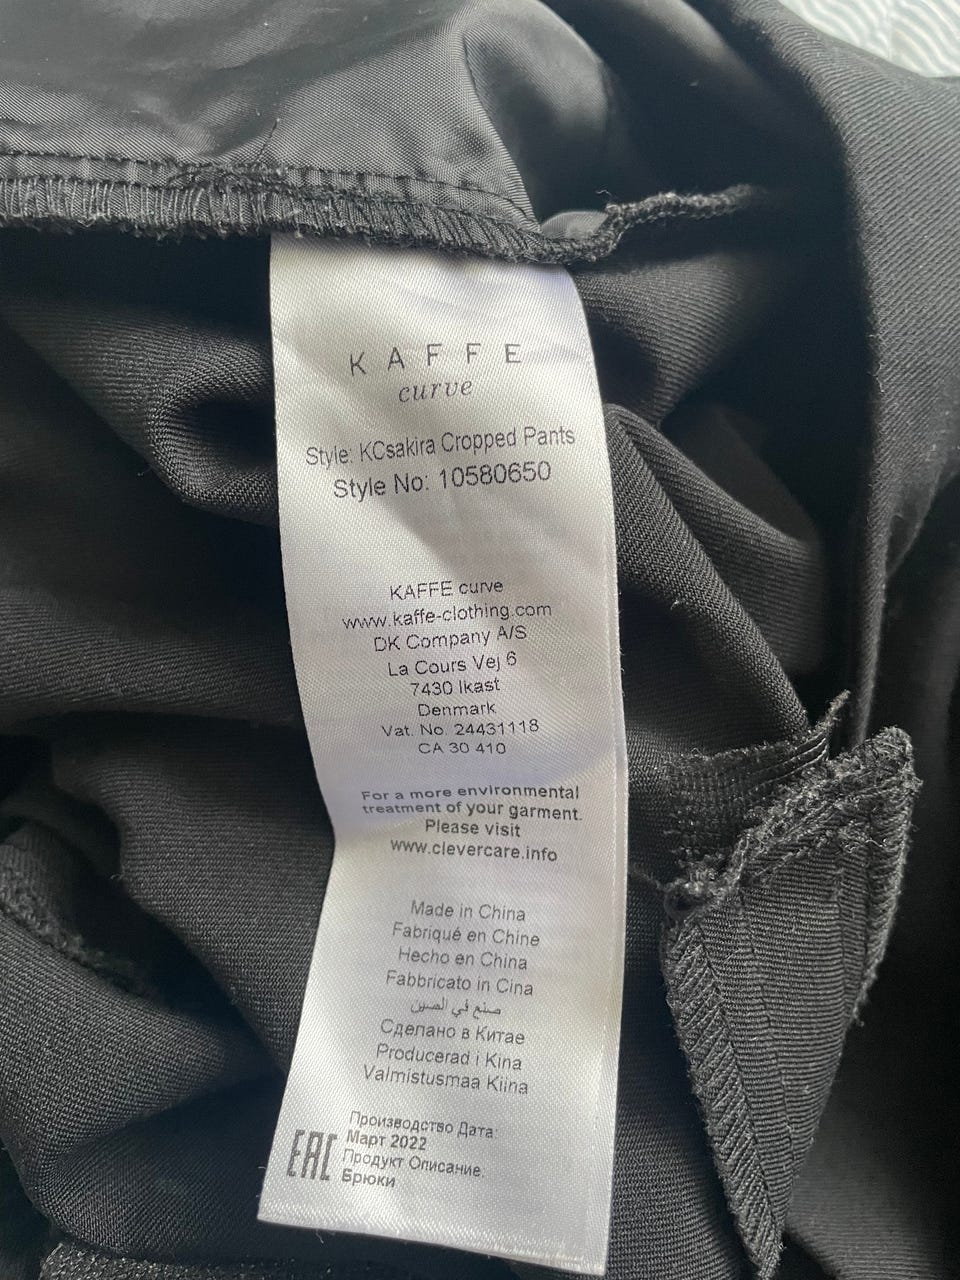 KAFFE
curve
Style: KCsakira Cropped Pants
Style No: 10580650
KAFFE curve
www.kaffe-clothing.com
DK Company A/S
La Cours Vej 6
7430 Ikast
Denmark
Vat. No. 24431118
CA 30 410
For a more environmental
treatment of your garment.
Please visit
www.clevercare.info
Made in China
Fabriqué en Chine
Hecho en China
Fabbricato in Cina
صنع في الصين
Сделано в Китае
Producerad i Kina
Valmistusmaa Kiina
Производство Дата:
Март 2022
EAC Продукт Описание.
Брюки